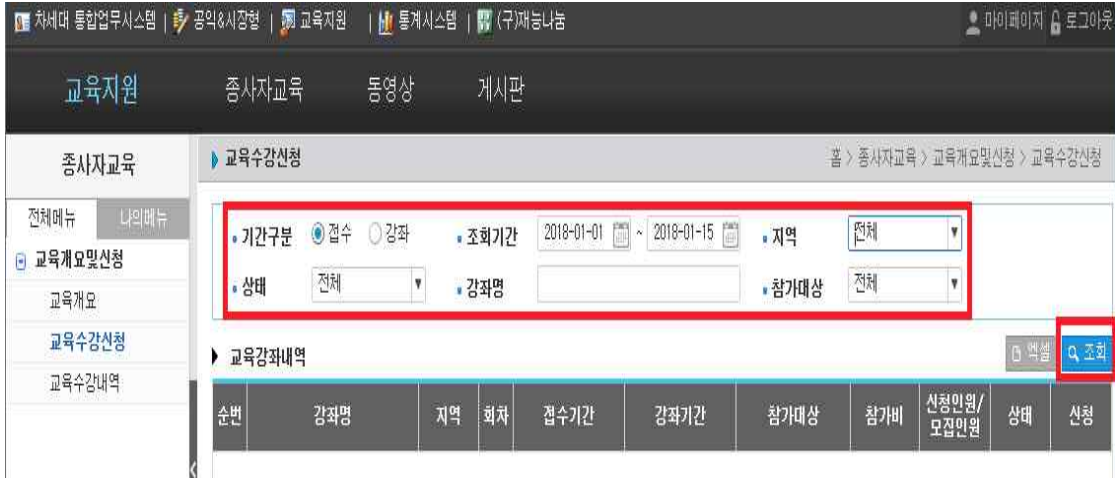 차세대 통합업무시스템 | 공익&시장형 | 교육지원 | 통계시스템 | (구)재능나눔 마이페이지 로그아웃
교육지원 종사자교육 동영상 게시판
종사자교육
전체메뉴 나의메뉴
교육개요및신청
교육개요
교육수강신청
교육수강내역
교육수강신청 홈 > 종사자교육 > 교육개요및신청 > 교육수강신청
기간구분 접수 강좌 조회기간 2018-01-01 ~ 2018-01-15 지역 전체
상태 전체 강좌명 참가대상 전체
교육강좌내역 엑셀 조회
순번 강좌명 지역 회차 접수기간 강좌기간 참가대상 참가비 신청인원/ 상태 신청
모집인원